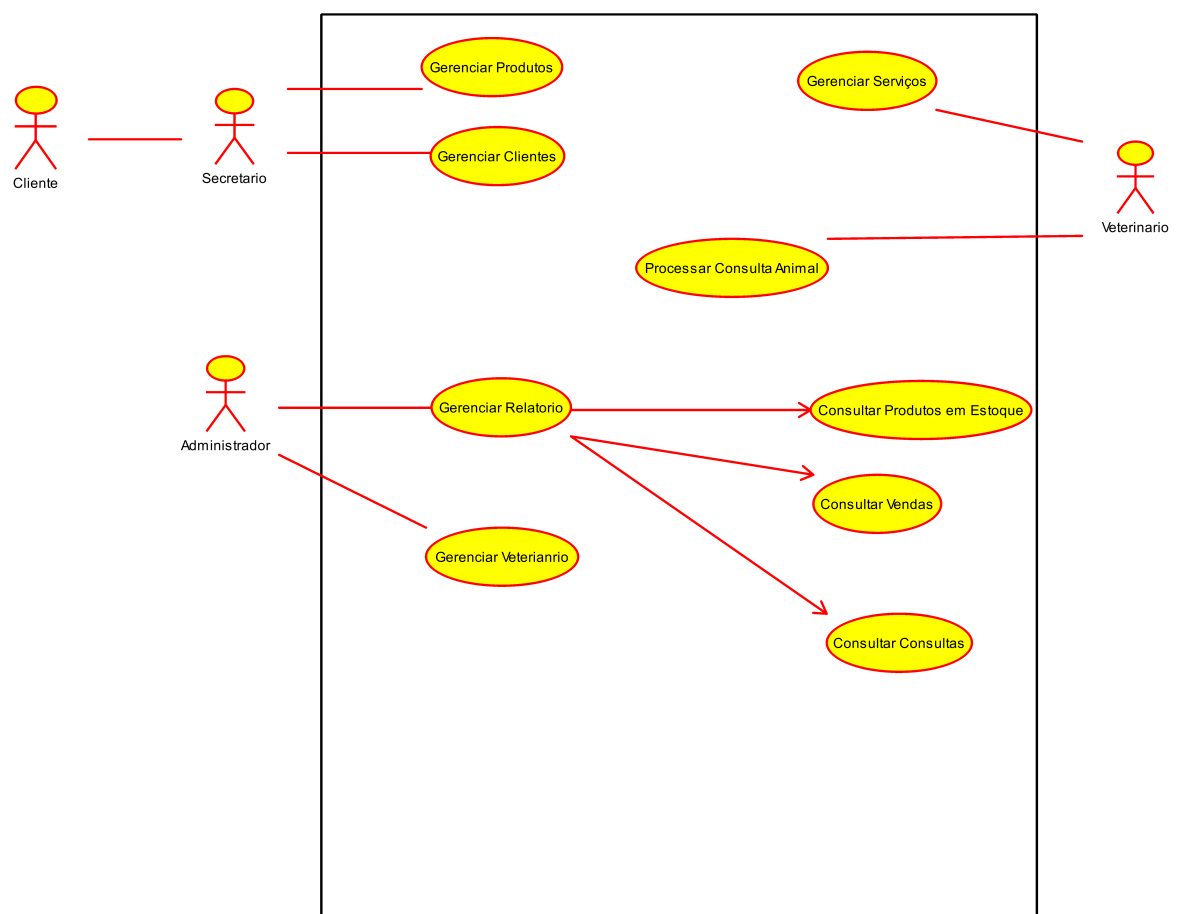 Gerenciar Produtos
Gerenciar Serviços
Cliente
Secretario
Gerenciar Clientes
Veterinario
Processar Consulta Animal
Administrador
Gerenciar Relatorio
Consultar Produtos em Estoque
Consultar Vendas
Gerenciar Veterianrio
Consultar Consultas